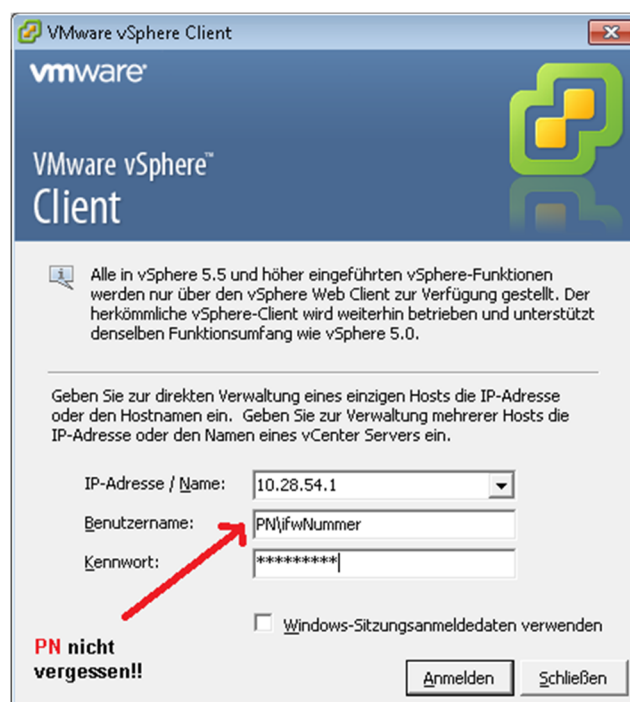 VMware vSphere Client
vmware
VMware vSphere™
Client
Alle in vSphere 5.5 und höher eingeführten vSphere-Funktionen
werden nur über den vSphere Web Client zur Verfügung gestellt. Der
herkömmliche vSphere-Client wird weiterhin betrieben und unterstützt
denselben Funktionsumfang wie vSphere 5.0.
Geben Sie zur direkten Verwaltung eines einzigen Hosts die IP-Adresse
oder den Hostnamen ein. Geben Sie zur Verwaltung mehrerer Hosts die
IP-Adresse oder den Namen eines vCenter Servers ein.
IP-Adresse / Name: 10.28.54.1
Benutzername: PN\ifwNummer
Kennwort: *********
Windows-Sitzungsanmeldedaten verwenden
PN nicht
vergessen!!
Anmelden Schließen